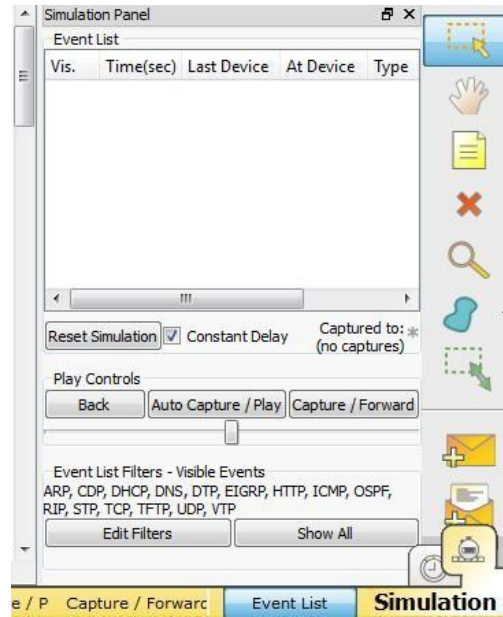 Simulation Panel
Event List
Vis. Time(sec) Last Device At Device Type
Reset Simulation Constant Delay Captured to: *
(no captures)
Play Controls
Back Auto Capture / Play Capture / Forward
Event List Filters - Visible Events
ARP, CDP, DHCP, DNS, DTP, EIGRP, HTTP, ICMP, OSPF,
RIP, STP, TCP, TFTP, UDP, VTP
Edit Filters Show All
e / P Capture / Forward Event List Simulation